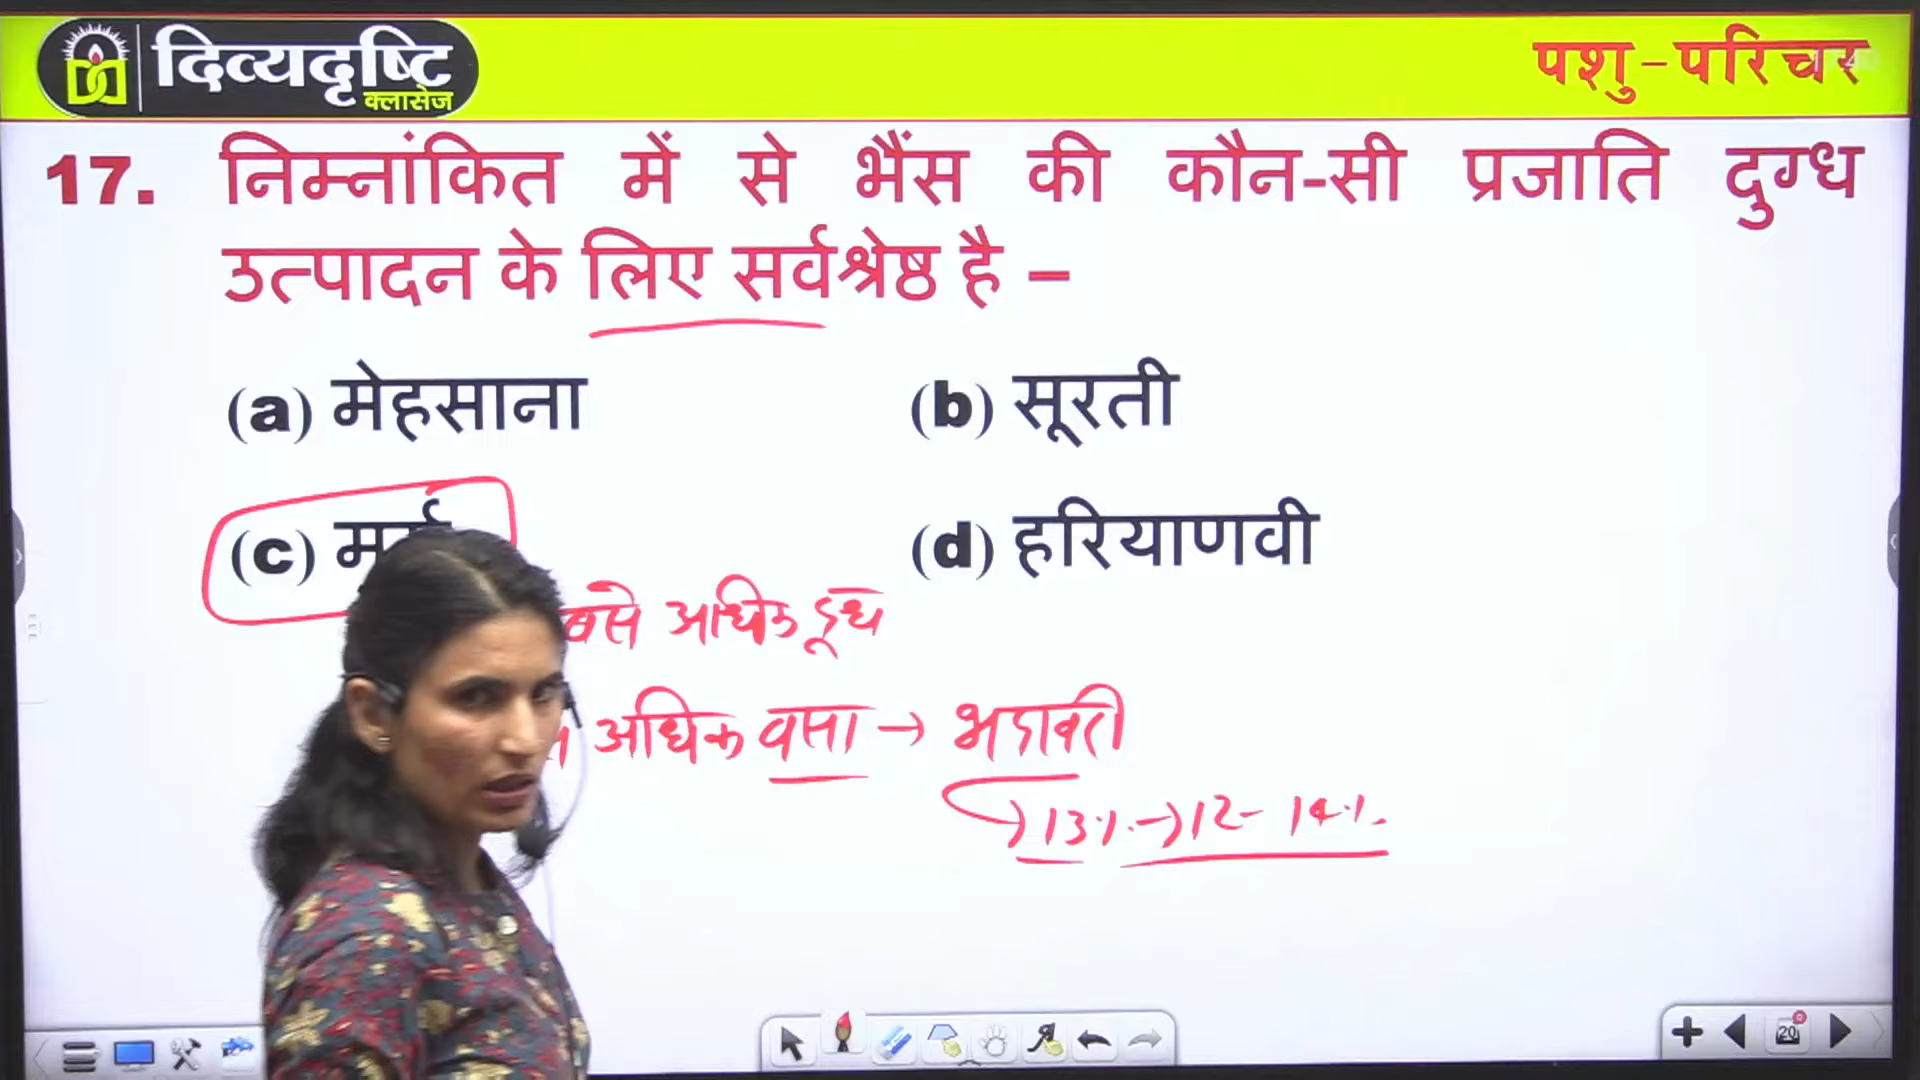 दिव्यदृष्टि
क्लासेज
पशु-परिचर
17. निम्नांकित में से भैंस की कौन-सी प्रजाति दुग्ध
उत्पादन के लिए सर्वश्रेष्ठ है –
(a) मेहसाना (b) सूरती
(c) (d) हरियाणवी
अधिक दूध
अधिक वसा → भदावरी
→ 13% → 12 - 14%
20